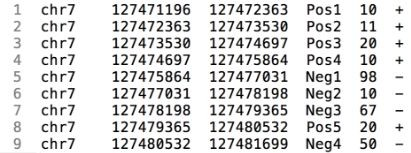 1 chr7 127471196 127472363 Pos1 10 +
2 chr7 127472363 127473530 Pos2 11 +
3 chr7 127473530 127474697 Pos3 20 +
4 chr7 127474697 127475864 Pos4 10 +
5 chr7 127475864 127477031 Neg1 98 -
6 chr7 127477031 127478198 Neg2 10 -
7 chr7 127478198 127479365 Neg3 67 -
8 chr7 127479365 127480532 Pos5 20 +
9 chr7 127480532 127481699 Neg4 50 -